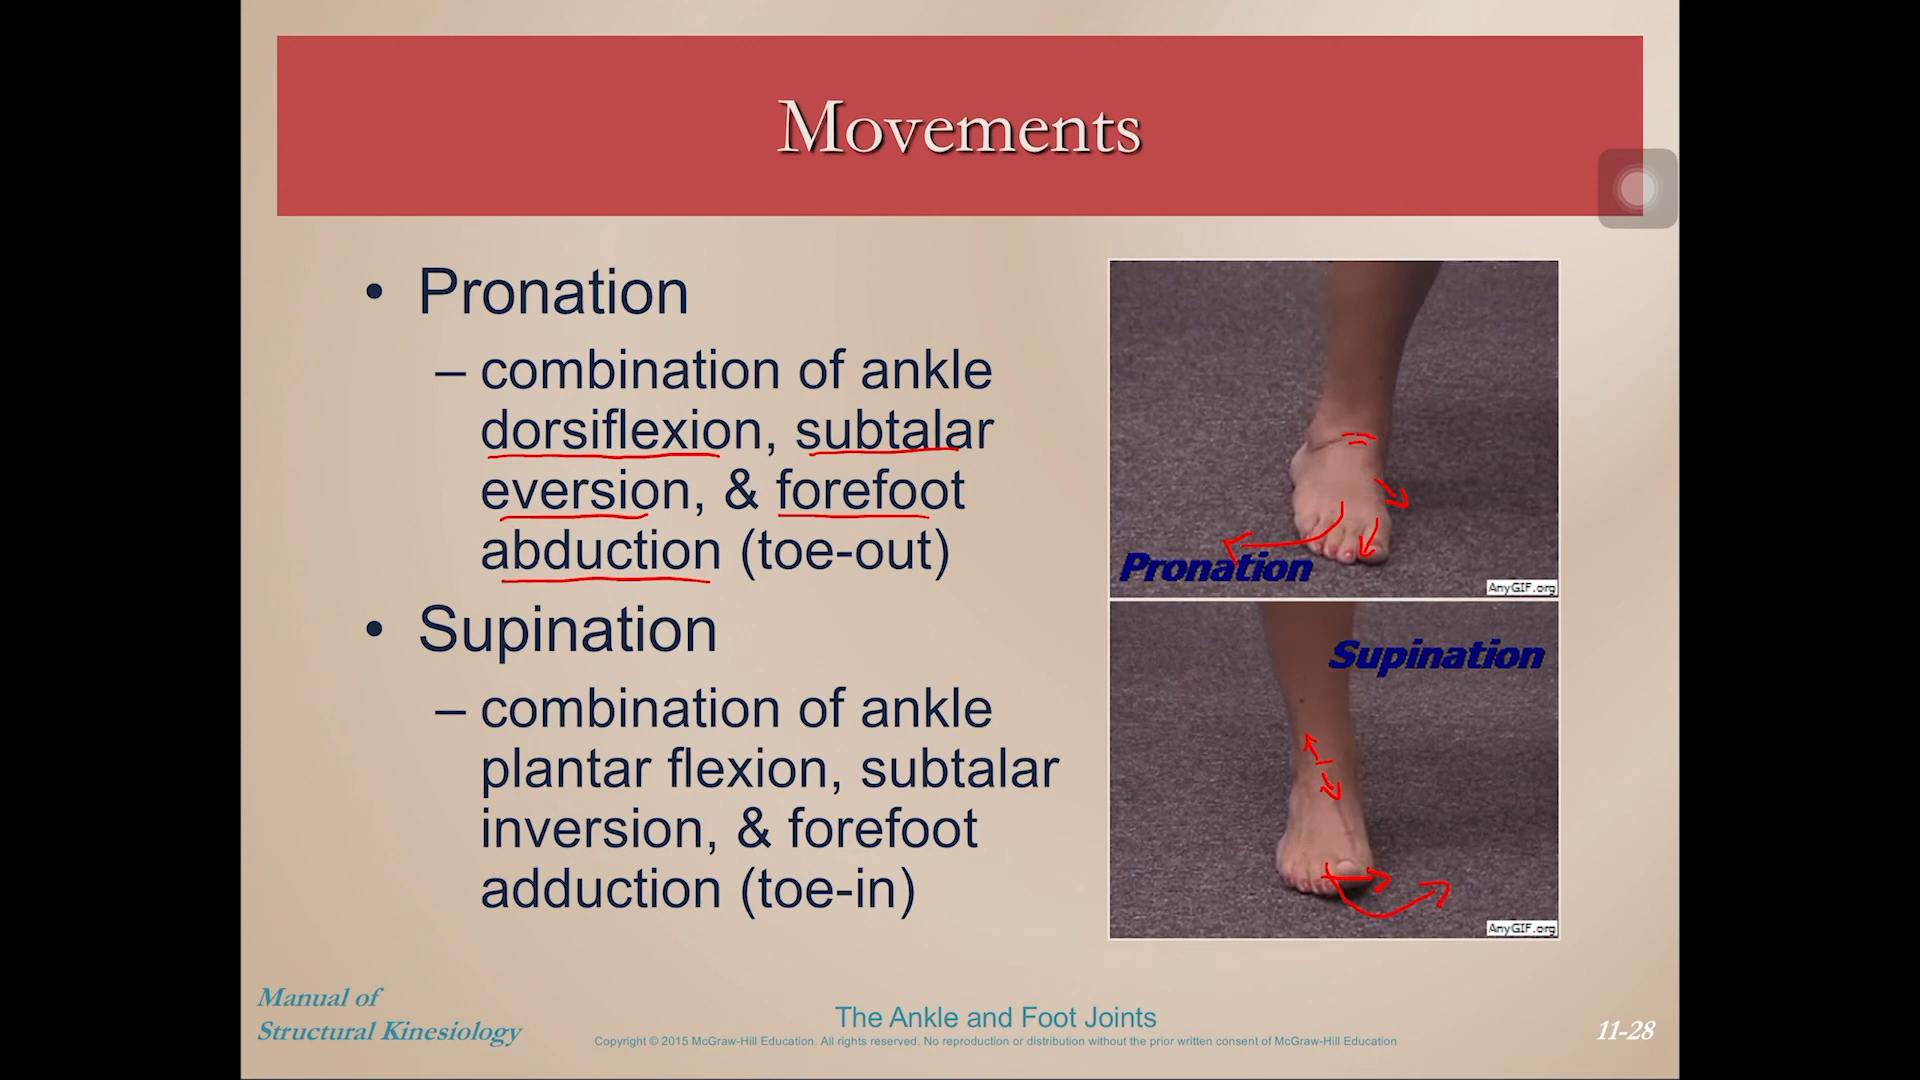 Movements
• Pronation
– combination of ankle
dorsiflexion, subtalar
eversion, & forefoot
abduction (toe-out)
• Supination
– combination of ankle
plantar flexion, subtalar
inversion, & forefoot
adduction (toe-in)
Pronation
AnyGIF.org
Supination
AnyGIF.org
Manual of
Structural Kinesiology
The Ankle and Foot Joints
Copyright © 2015 McGraw-Hill Education. All rights reserved. No reproduction or distribution without the prior written consent of McGraw-Hill Education
11-28